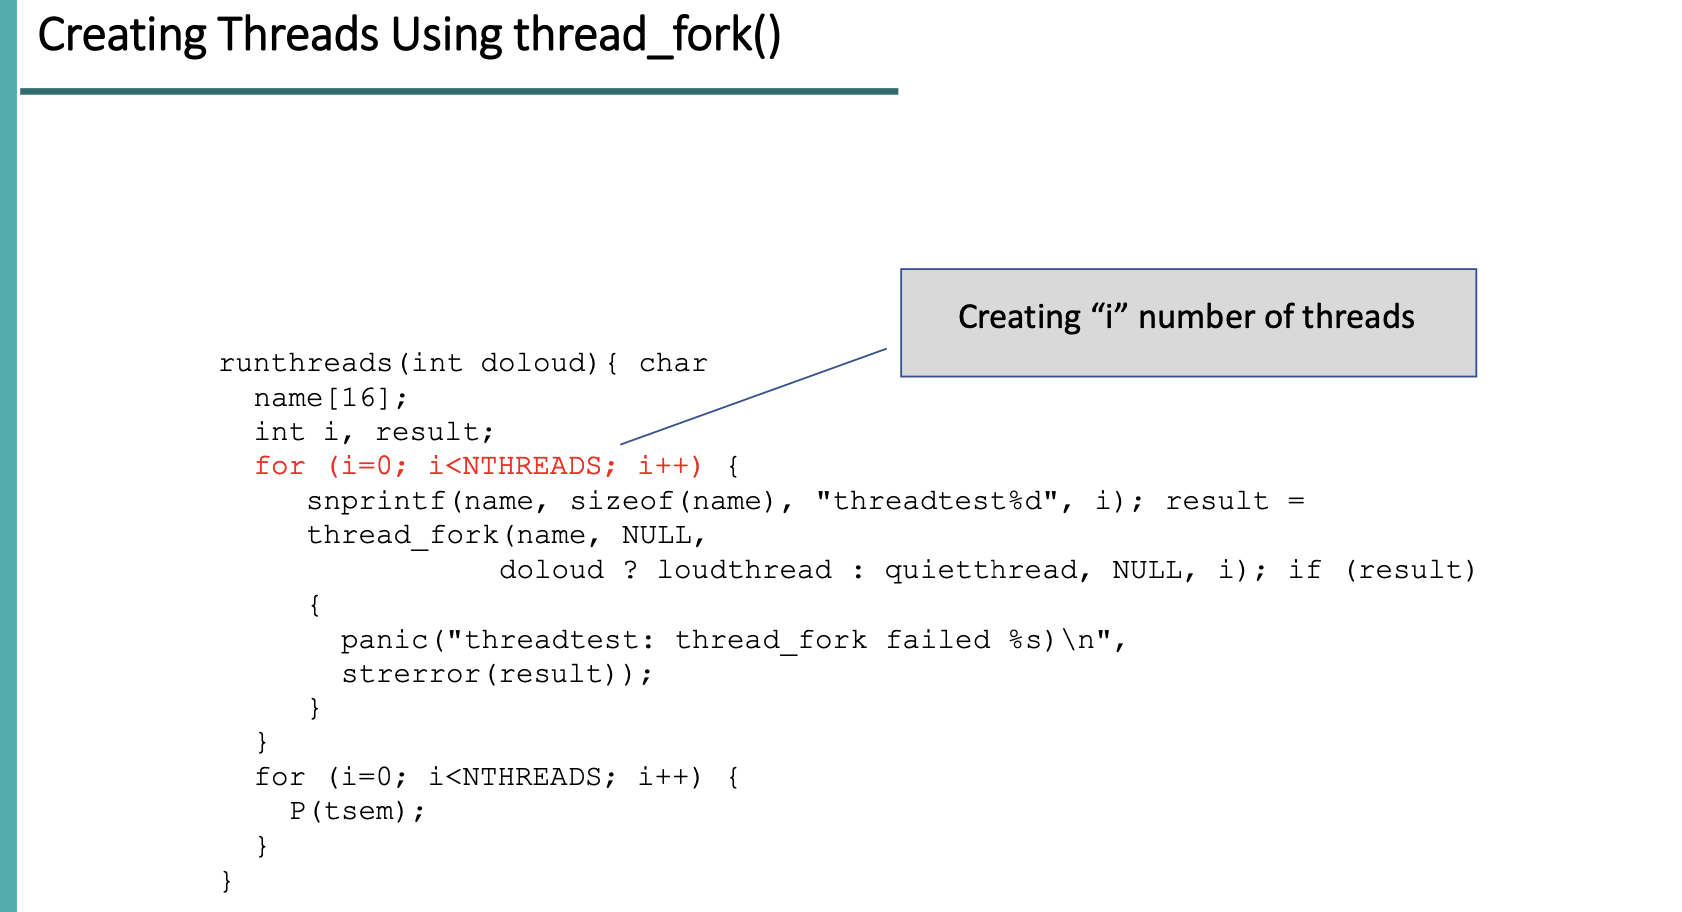 Creating Threads Using thread_fork()
Creating “i” number of threads
runthreads(int doloud){ char
name[16];
int i, result;
for (i=0; i<NTHREADS; i++) {
snprintf(name, sizeof(name), "threadtest%d", i); result =
thread_fork(name, NULL,
doloud ? loudthread : quietthread, NULL, i); if (result)
{
panic("threadtest: thread_fork failed %s)\n",
strerror(result));
}
}
for (i=0; i<NTHREADS; i++) {
P(tsem);
}
}